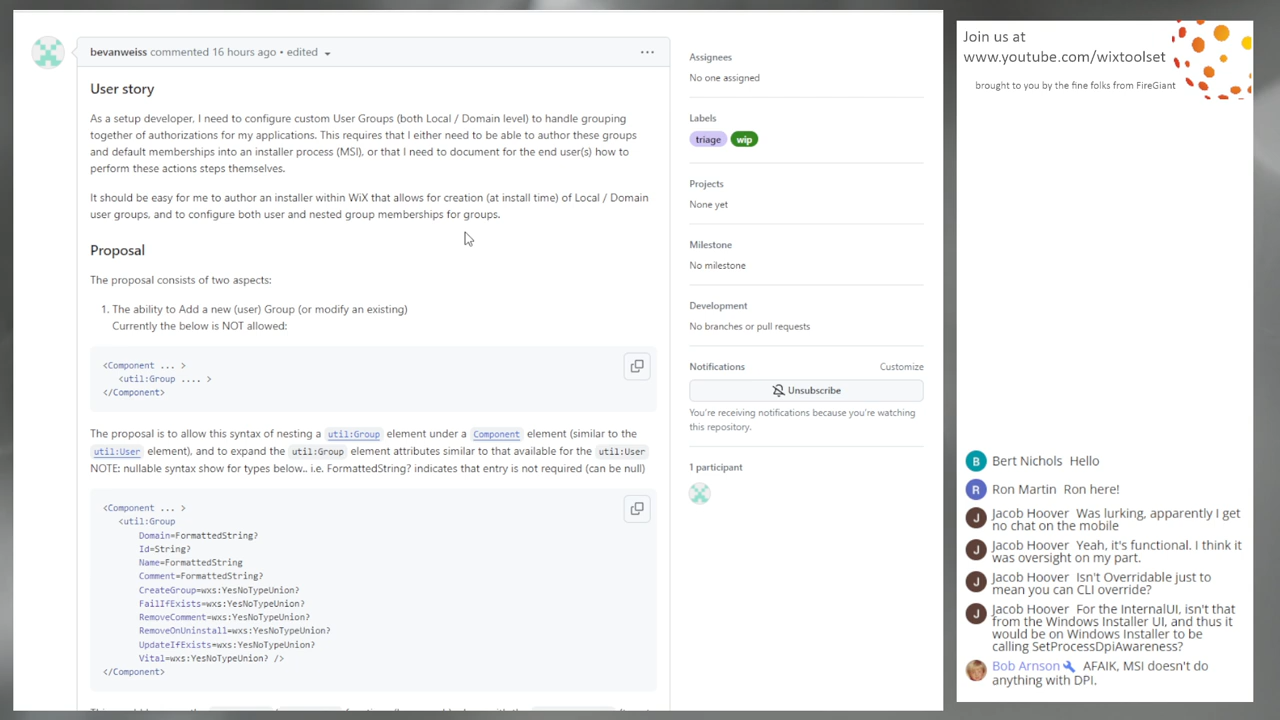 bevanweiss commented 16 hours ago • edited
User story
As a setup developer. I need to configure custom User Groups (both Local / Domain level) to handle grouping
together of authorizations for my applications. This requires that I either need to be able to author these groups
and default memberships into an installer process (MSI), or that I need to document for the end user(s) how to
perform these actions steps themselves.
It should be easy for me to author an installer within WiX that allows for creation (at install time) of Local / Domain
user groups, and to configure both user and nested group memberships for groups.
Proposal
The proposal consists of two aspects:
1. The ability to Add a new (user) Group (or modify an existing)
Currently the below is NOT allowed:
<Component ... >
<util:Group .... >
</Component>
The proposal is to allow this syntax of nesting a util:Group element under a Component element (similar to the
util:User element), and to expand the util:Group element attributes similar to that available for the util:User
NOTE: nullable syntax show for types below.. i.e. FormattedString? indicates that entry is not required (can be null)
<Component ... >
<util:Group
Domain=FormattedString?
Id=String?
Name=FormattedString
Comment=FormattedString?
CreateGroup=wxs:YesNoTypeUnion?
FailIfExists=wxs:YesNoTypeUnion?
RemoveComment=wxs:YesNoTypeUnion?
RemoveOnUninstall=wxs:YesNoTypeUnion?
UpdateIfExists=wxs:YesNoTypeUnion?
Vital=wxs:YesNoTypeUnion? />
</Component>
Assignees
No one assigned
Labels
triage wip
Projects
None yet
Milestone
No milestone
Development
No branches or pull requests
Notifications Customize
Unsubscribe
You're receiving notifications because you're watching
this repository.
1 participant
Join us at
www.youtube.com/wixtoolset
brought to you by the fine folks from FireGiant
B Bert Nichols Hello
R Ron Martin Ron here!
J Jacob Hoover Was lurking, apparently I get
no chat on the mobile
J Jacob Hoover Yeah, it's functional. I think it
was oversight on my part.
J Jacob Hoover Isn't Overridable just to
mean you can CLI override?
J Jacob Hoover For the InternalUI, isn't that
from the Windows Installer UI, and thus it
would be on Windows Installer to be
calling SetProcessDpiAwareness?
Bob Arnson AFAIK, MSI doesn't do
anything with DPI.